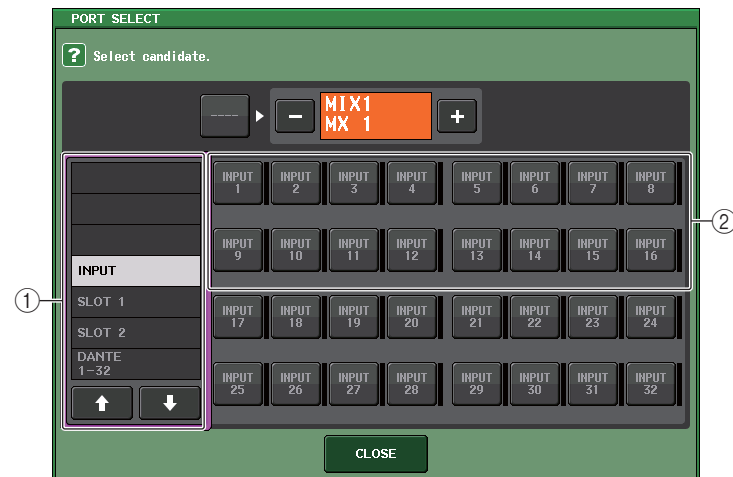 PORT SELECT
? Select candidate.
----
−
MIX1
MX 1
+
INPUT
SLOT 1
SLOT 2
DANTE
1-32
INPUT 1
INPUT 2
INPUT 3
INPUT 4
INPUT 5
INPUT 6
INPUT 7
INPUT 8
INPUT 9
INPUT 10
INPUT 11
INPUT 12
INPUT 13
INPUT 14
INPUT 15
INPUT 16
INPUT 17
INPUT 18
INPUT 19
INPUT 20
INPUT 21
INPUT 22
INPUT 23
INPUT 24
INPUT 25
INPUT 26
INPUT 27
INPUT 28
INPUT 29
INPUT 30
INPUT 31
INPUT 32
CLOSE
①
②